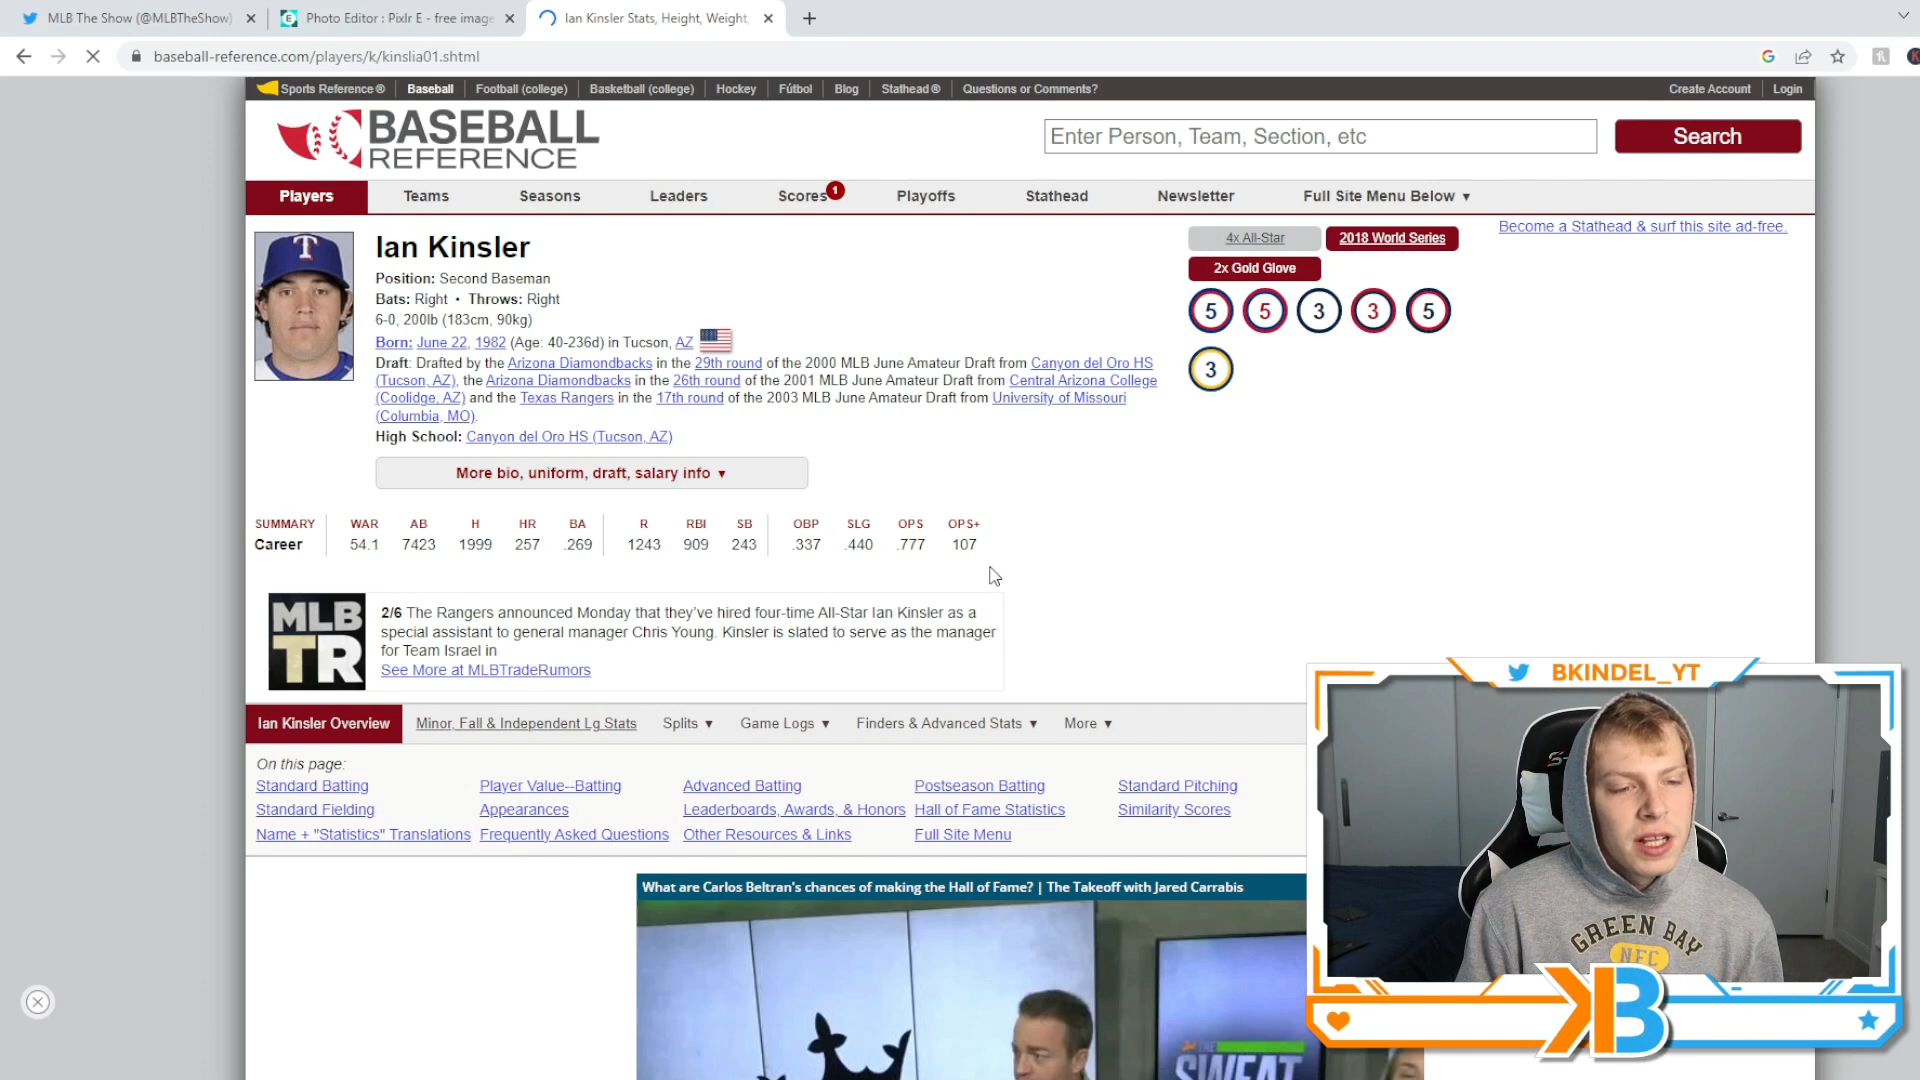 MLB The Show (@MLBTheShow)
Photo Editor : Pixlr E - free image
Ian Kinsler Stats, Height, Weight,
baseball-reference.com/players/k/kinslia01.shtml
Sports Reference® Baseball Football (college) Basketball (college) Hockey Fútbol Blog Stathead® Questions or Comments? Create Account Login
BASEBALL
REFERENCE
Enter Person, Team, Section, etc
Search
Players Teams Seasons Leaders Scores 1 Playoffs Stathead Newsletter Full Site Menu Below ▼
Become a Stathead & surf this site ad-free.
Ian Kinsler
4x All-Star 2018 World Series
2x Gold Glove
5 5 3 3 5
3
Position: Second Baseman
Bats: Right • Throws: Right
6-0, 200lb (183cm, 90kg)
Born: June 22, 1982 (Age: 40-236d) in Tucson, AZ
Draft: Drafted by the Arizona Diamondbacks in the 29th round of the 2000 MLB June Amateur Draft from Canyon del Oro HS
(Tucson, AZ), the Arizona Diamondbacks in the 26th round of the 2001 MLB June Amateur Draft from Central Arizona College
(Coolidge, AZ) and the Texas Rangers in the 17th round of the 2003 MLB June Amateur Draft from University of Missouri
(Columbia, MO).
High School: Canyon del Oro HS (Tucson, AZ)
More bio, uniform, draft, salary info ▼
SUMMARY WAR AB H HR BA R RBI SB OBP SLG OPS OPS+
Career 54.1 7423 1999 257 .269 1243 909 243 .337 .440 .777 107
MLB
TR
2/6 The Rangers announced Monday that they've hired four-time All-Star Ian Kinsler as a
special assistant to general manager Chris Young. Kinsler is slated to serve as the manager
for Team Israel in
See More at MLBTradeRumors
Ian Kinsler Overview Minor, Fall & Independent Lg Stats Splits ▼ Game Logs ▼ Finders & Advanced Stats ▼ More ▼
On this page:
Standard Batting Player Value--Batting Advanced Batting Postseason Batting Standard Pitching
Standard Fielding Appearances Leaderboards, Awards, & Honors Hall of Fame Statistics Similarity Scores
Name + "Statistics" Translations Frequently Asked Questions Other Resources & Links Full Site Menu
What are Carlos Beltran's chances of making the Hall of Fame? | The Takeoff with Jared Carrabis
SWEAT
BKINDEL_YT
GREEN BAY
NFC
KB